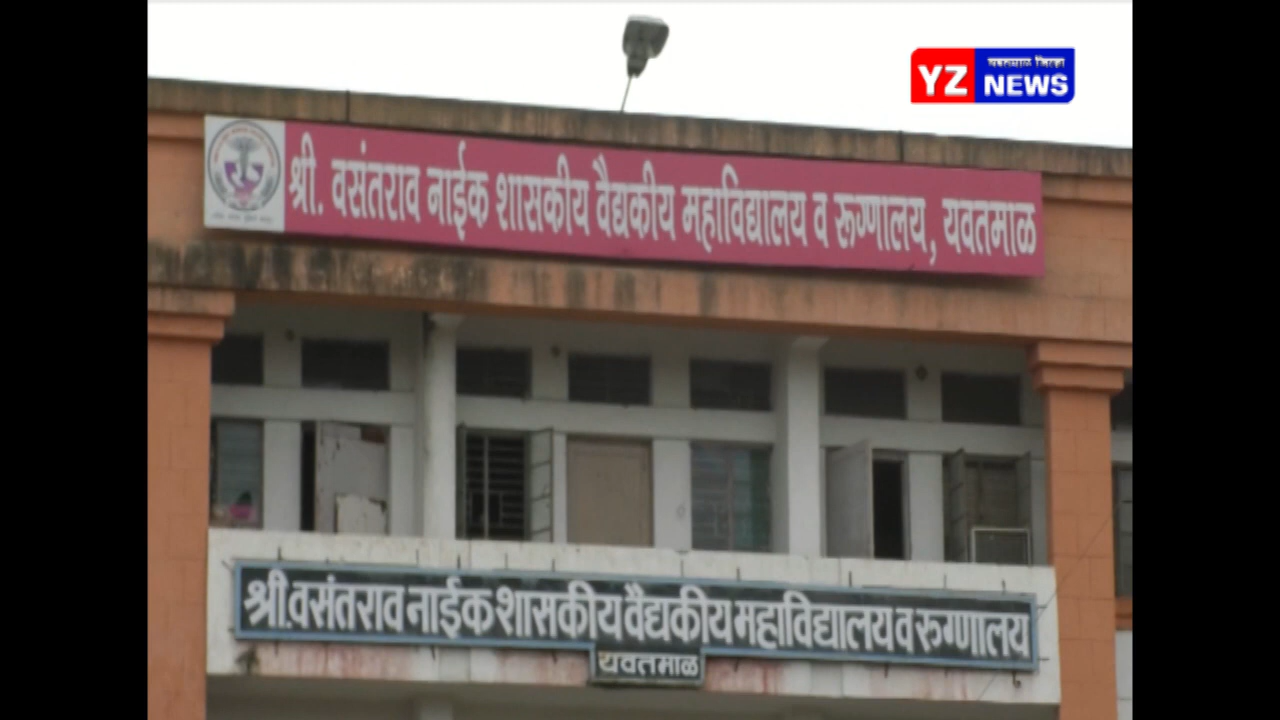 यवतमाळ जिल्हा
YZ NEWS
श्री. वसंतराव नाईक शासकीय वैद्यकीय महाविद्यालय व रूग्णालय, यवतमाळ
श्री.वसंतराव नाईक शासकीय वैद्यकीय महाविद्यालय व रुग्णालय
यवतमाळ